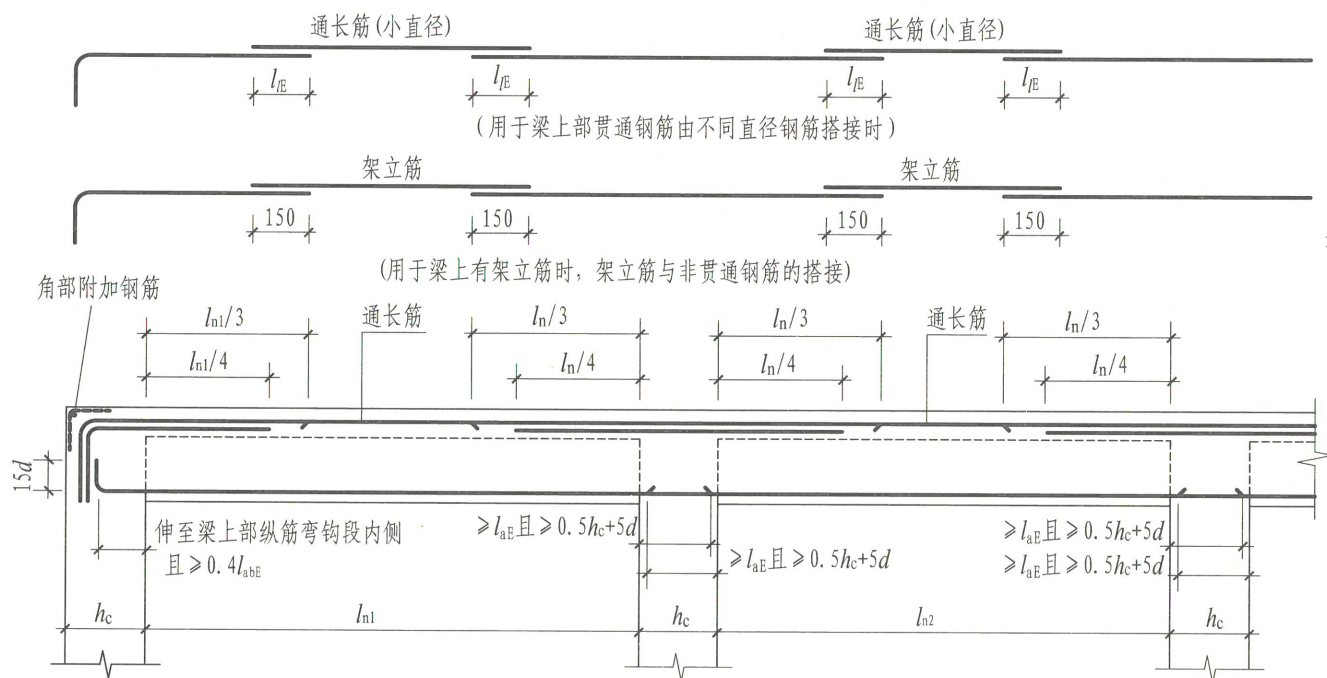 通长筋(小直径)
通长筋(小直径)
llE
llE
llE
llE
(用于梁上部贯通钢筋由不同直径钢筋搭接时)
架立筋
架立筋
150
150
150
150
(用于梁上有架立筋时, 架立筋与非贯通钢筋的搭接)
角部附加钢筋
ln1/3
通长筋
ln/3
ln/3
通长筋
ln/3
ln1/4
ln/4
ln/4
ln/4
15d
伸至梁上部纵筋弯钩段内侧
且≥0.4labE
≥laE且≥0.5hc+5d
≥laE且≥0.5hc+5d
≥laE且≥0.5hc+5d
≥laE且≥0.5hc+5d
hc
ln1
hc
ln2
hc